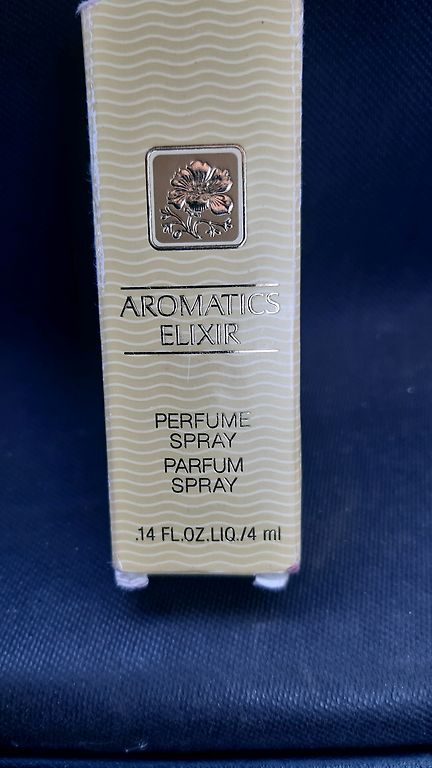 AROMATICS
ELIXIR
PERFUME
SPRAY
PARFUM
SPRAY
.14 FL.OZ.LIQ./4 ml